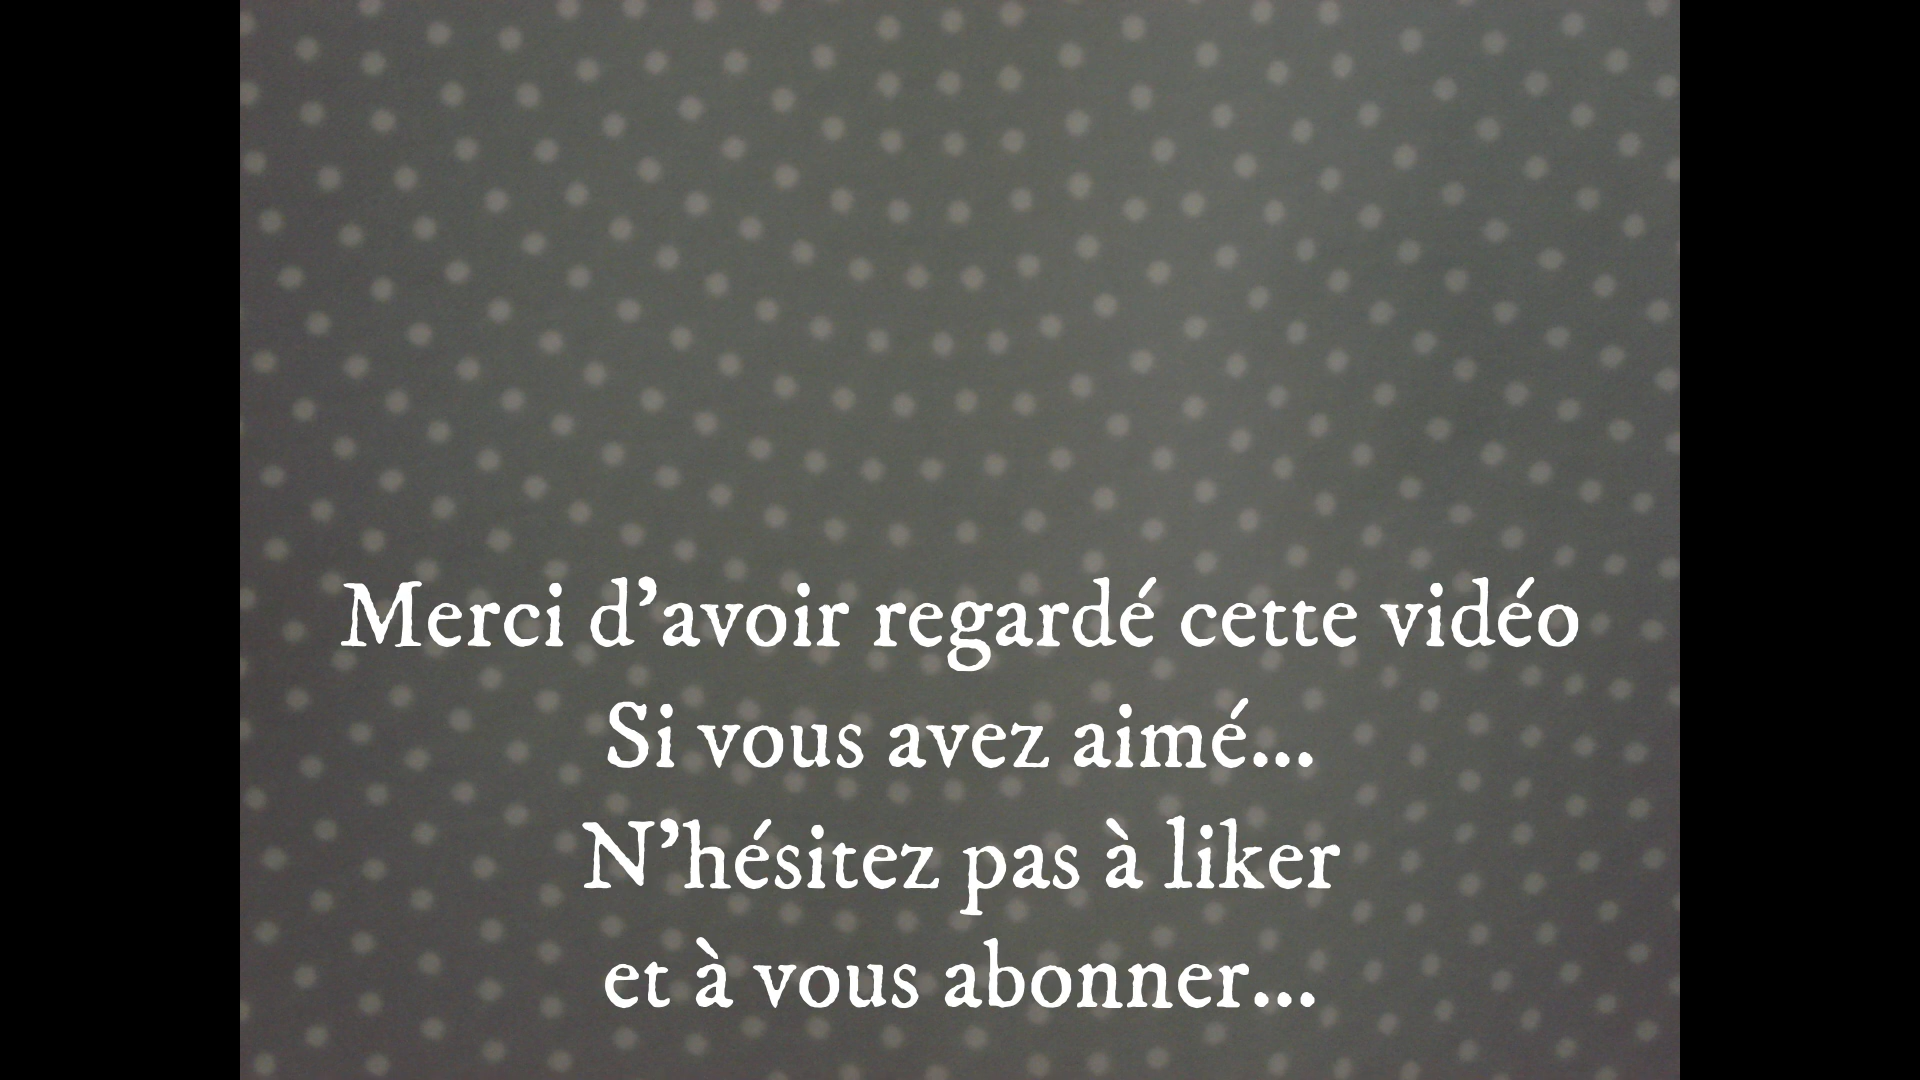 Merci d’avoir regardé cette vidéo
Si vous avez aimé...
N’hésitez pas à liker
et à vous abonner...